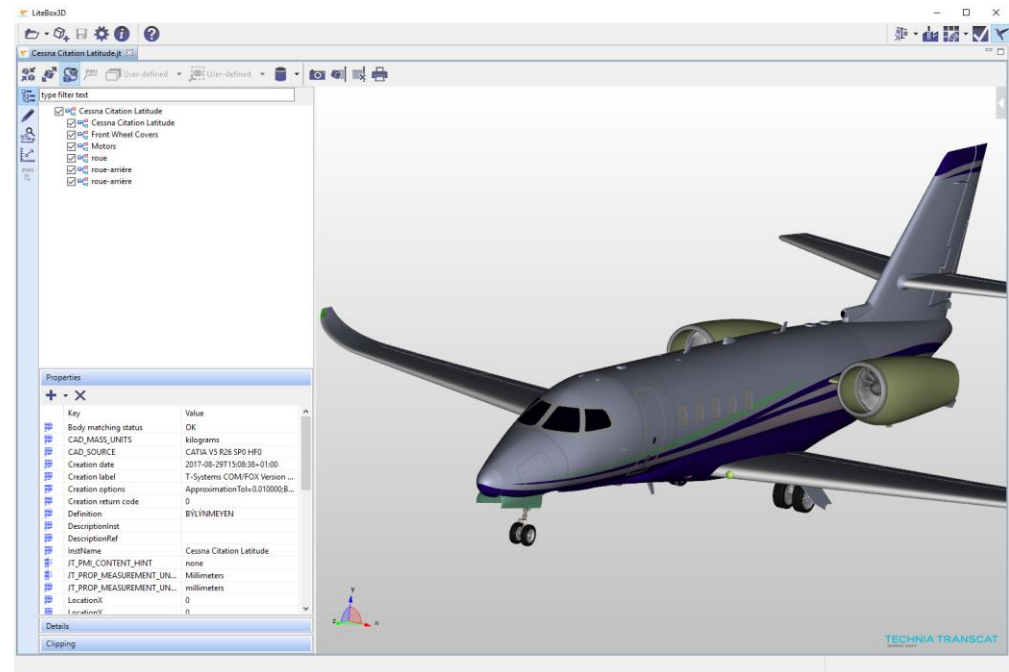 LiteBox3D
Cessna Citation Latitude.jt
PMI User-defined User-defined
type filter text
Cessna Citation Latitude
Cessna Citation Latitude
Front Wheel Covers
Motors
roue
roue-arrière
roue-arrière
Properties
Key Value
Body matching status OK
CAD_MASS_UNITS kilograms
CAD_SOURCE CATIA V5 R26 SP0 HF0
Creation date 2017-08-29T15:08:38+01:00
Creation label T-Systems COM/FOX Version ...
Creation options ApproximationTol=0.010000;B...
Creation return code 0
Definition BÝLÝNMEYEN
DescriptionInst
DescriptionRef
InstName Cessna Citation Latitude
JT_PMI_CONTENT_HINT none
JT_PROP_MEASUREMENT_UN... Millimeters
JT_PROP_MEASUREMENT_UN... millimeters
LocationX 0
LocationY 0
Details
Clipping
y
z x
TECHNIA TRANSCAT